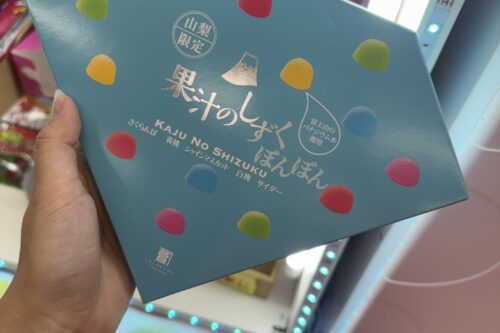 山梨
限定
果汁のしずく
ぼんぼん
富士山の
バナジウム水
使用
KAJU NO SHIZUKU
さくらんぼ　黄桃　シャインマスカット　白桃　サイダー